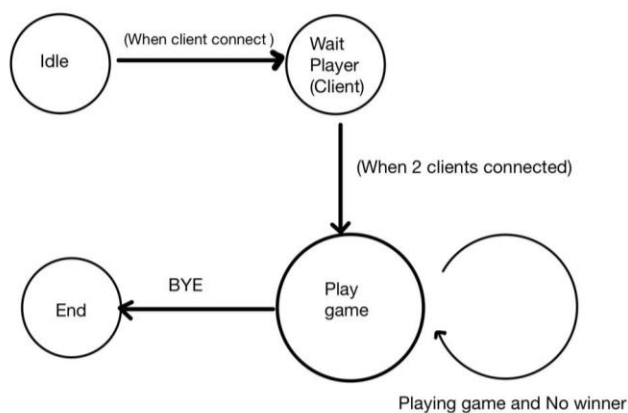 Idle
(When client connect )
Wait
Player
(Client)
(When 2 clients connected)
End
BYE
Play
game
Playing game and No winner